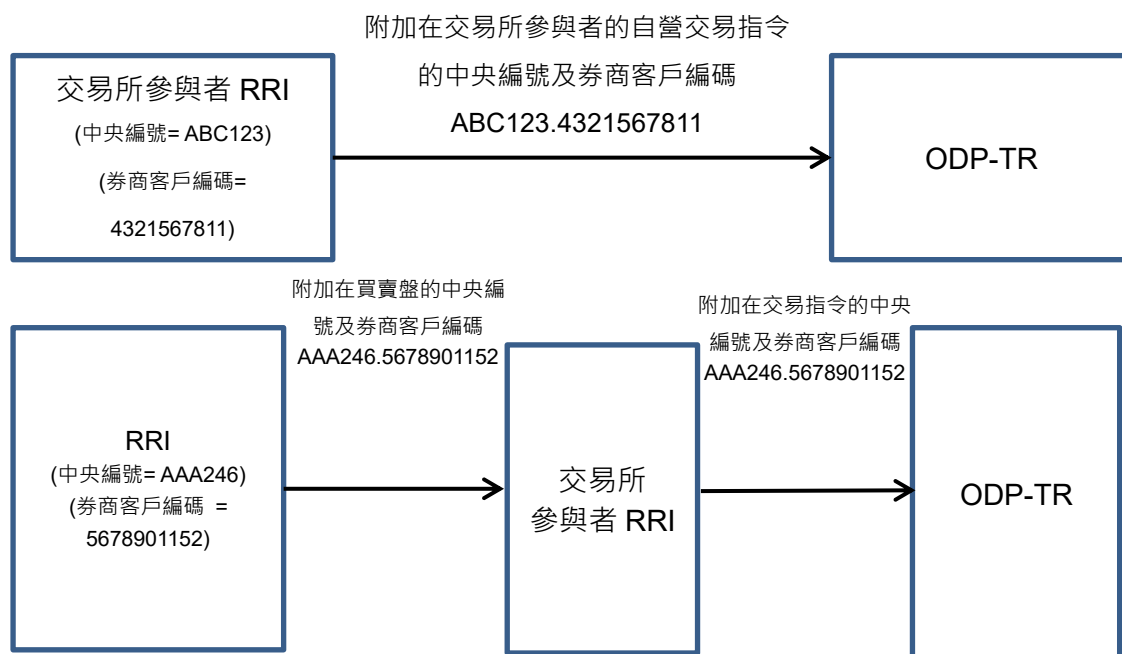 附加在交易所參與者的自營交易指令
的中央編號及券商客戶編碼
ABC123.4321567811
交易所參與者 RRI
(中央編號= ABC123)
(券商客戶編碼=
4321567811)
ODP-TR
附加在買賣盤的中央編
號及券商客戶編碼
AAA246.5678901152
附加在交易指令的中央
編號及券商客戶編碼
AAA246.5678901152
RRI
(中央編號= AAA246)
(券商客戶編碼 =
5678901152)
交易所
參與者 RRI
ODP-TR